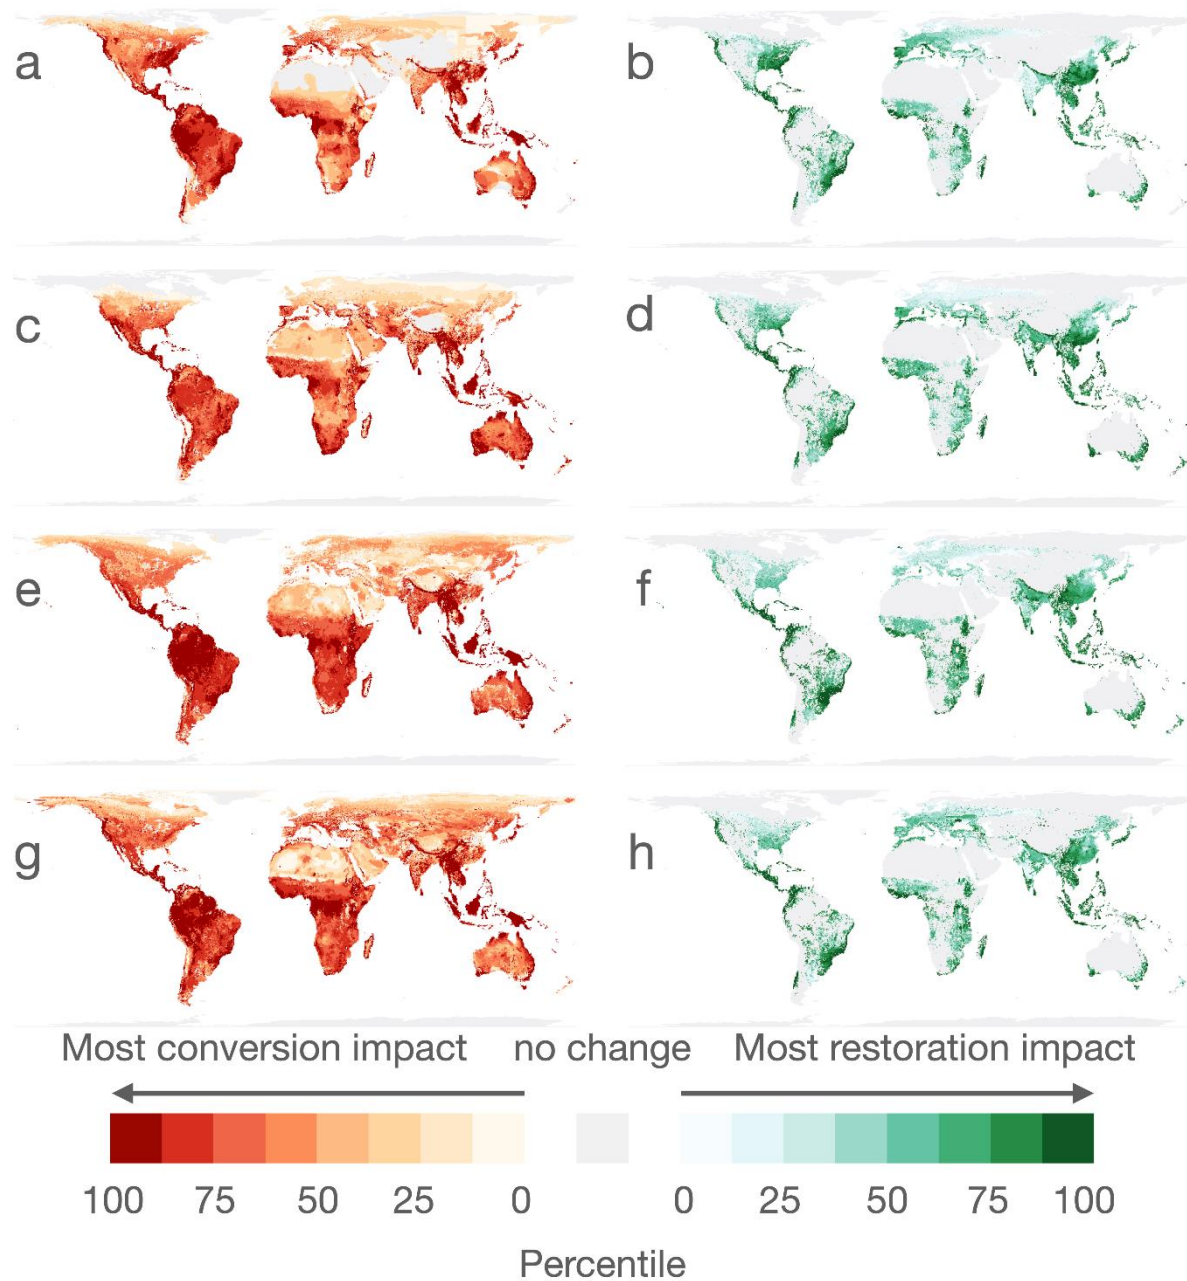 a
b
c
d
e
f
g
h
Most conversion impact no change Most restoration impact
100 75 50 25 0 0 25 50 75 100
Percentile